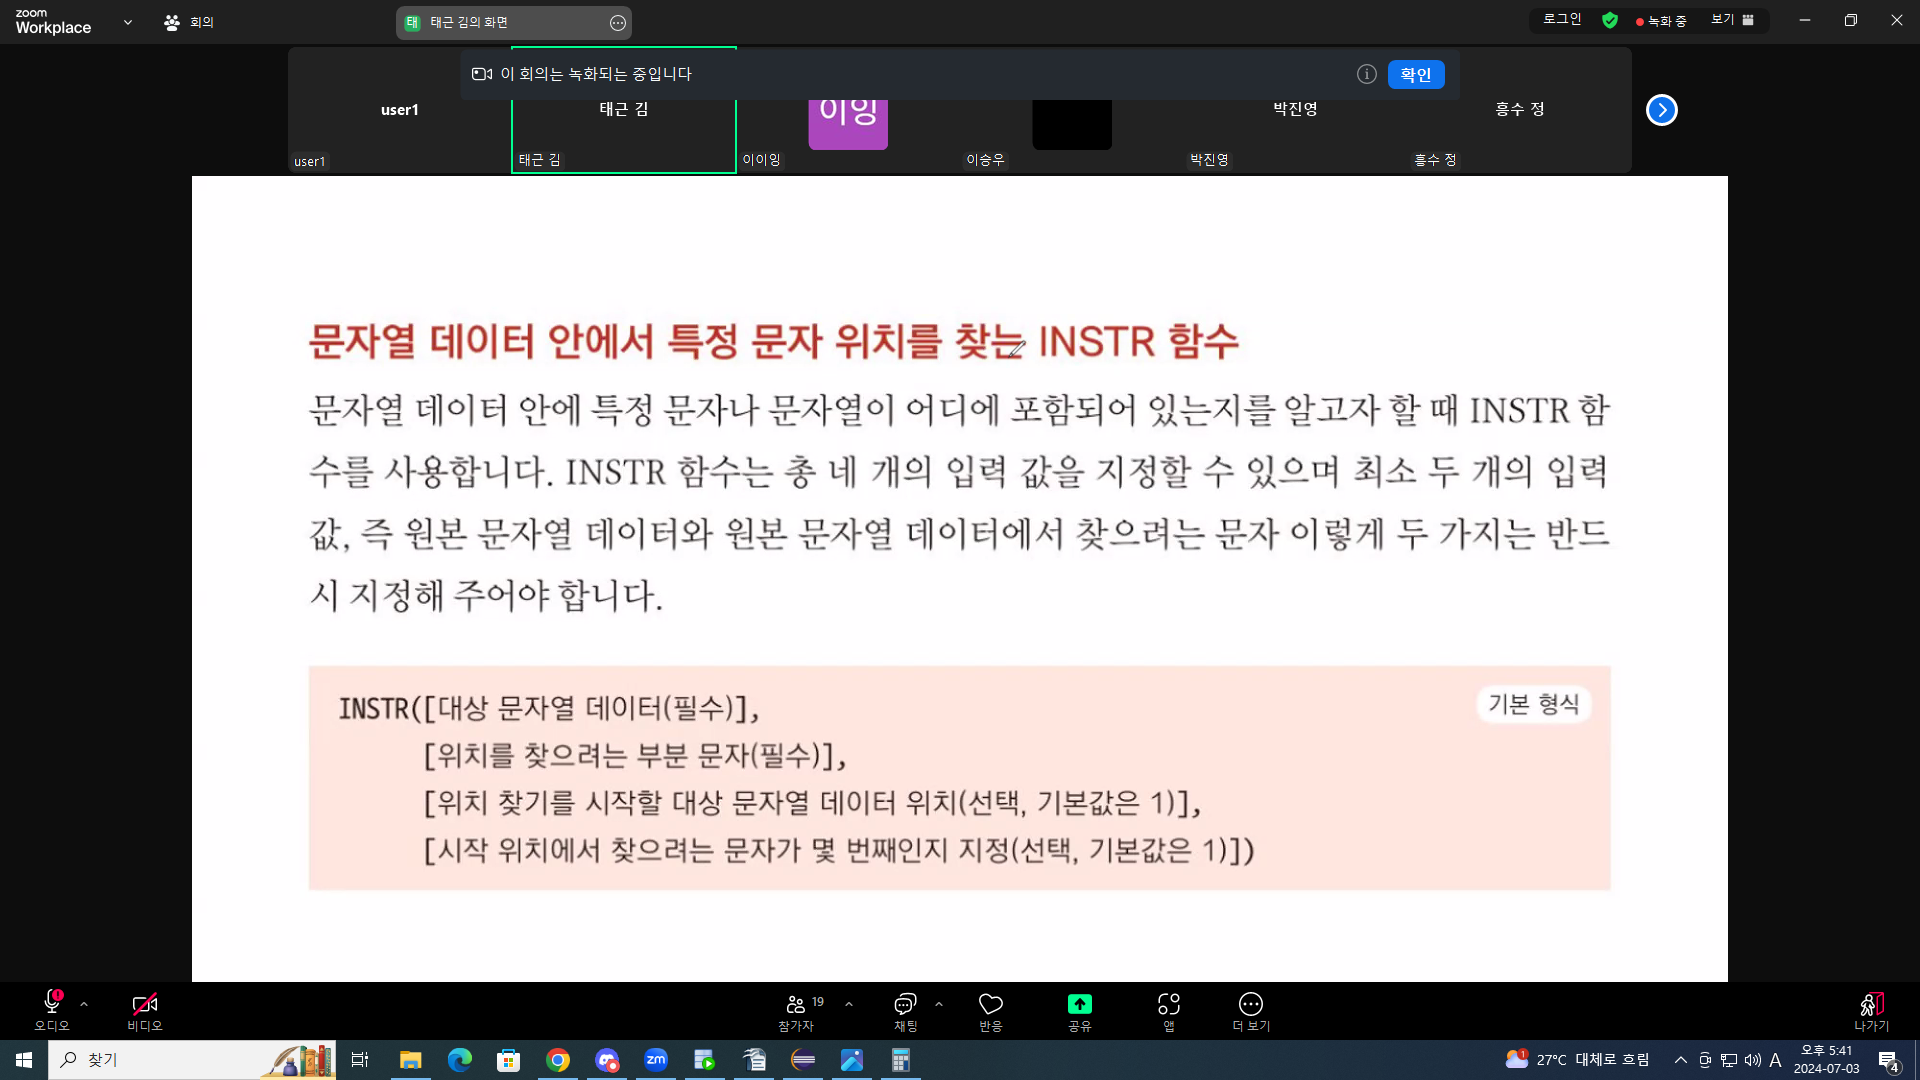 zoom
Workplace
회의
태 태근 김의 화면
로그인
녹화 중
보기
이 회의는 녹화되는 중입니다
확인
user1
태근 김
이잉
박진영
흥수 정
user1
태근 김
이이잉
이승우
박진영
흥수 정
문자열 데이터 안에서 특정 문자 위치를 찾는 INSTR 함수
문자열 데이터 안에 특정 문자나 문자열이 어디에 포함되어 있는지를 알고자 할 때 INSTR 함
수를 사용합니다. INSTR 함수는 총 네 개의 입력 값을 지정할 수 있으며 최소 두 개의 입력
값, 즉 원본 문자열 데이터와 원본 문자열 데이터에서 찾으려는 문자 이렇게 두 가지는 반드
시 지정해 주어야 합니다.
기본 형식
INSTR([대상 문자열 데이터(필수)],
[위치를 찾으려는 부분 문자(필수)],
[위치 찾기를 시작할 대상 문자열 데이터 위치(선택, 기본값은 1)],
[시작 위치에서 찾으려는 문자가 몇 번째인지 지정(선택, 기본값은 1)])
오디오
비디오
19
참가자
채팅
반응
공유
앱
더 보기
나가기
찾기
zm
1
27°C 대체로 흐림
A
오후 5:41
2024-07-03
4